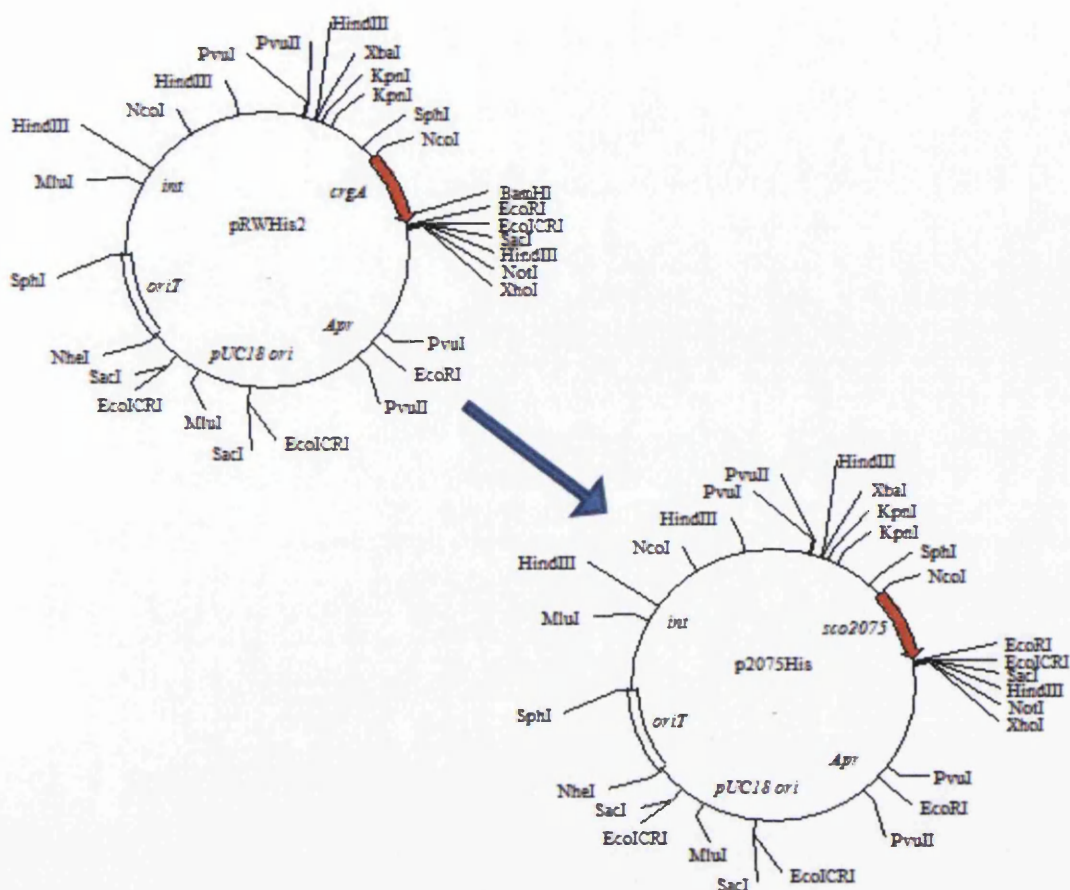 HindIII
PvuII
XbaI
PvuI
KpnI
HindIII
KpnI
SphI
NcoI
NcoI
HindIII
MluI
int
crgA
BamHI
EcoRI
EcoICRI
SacI
HindIII
NotI
XhoI
pRWHis2
SphI
oriT
Apr
PvuI
NheI
pUC18 ori
EcoRI
SacI
EcoICRI
PvuII
MluI
EcoICRI
SacI
HindIII
PvuII
XbaI
PvuI
KpnI
HindIII
KpnI
SphI
NcoI
NcoI
HindIII
MluI
int
sco2075
EcoRI
EcoICRI
SacI
HindIII
NotI
XhoI
p2075His
SphI
oriT
Apr
PvuI
NheI
pUC18 ori
EcoRI
SacI
EcoICRI
PvuII
MluI
EcoICRI
SacI